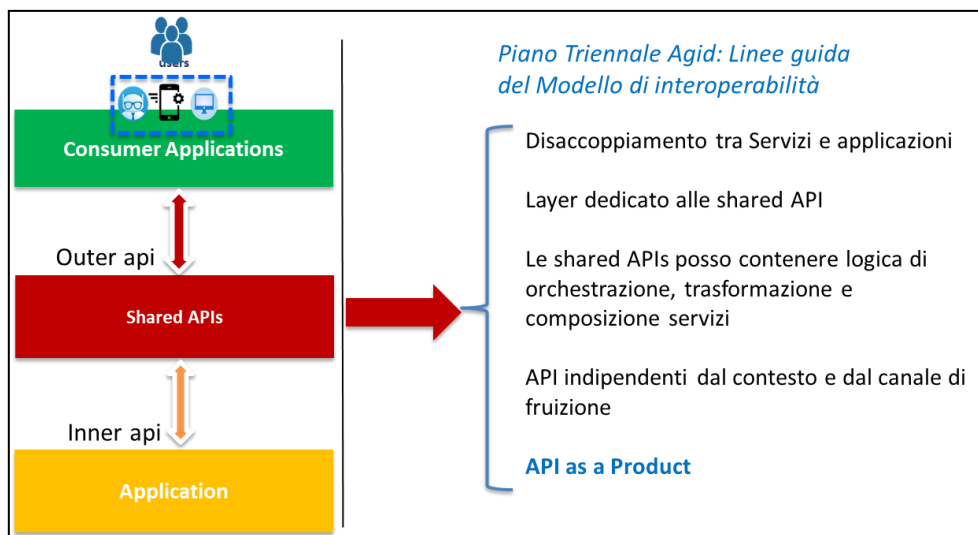 users
Consumer Applications
Outer api
Shared APIs
Inner api
Application
Piano Triennale Agid: Linee guida
del Modello di interoperabilità
Disaccoppiamento tra Servizi e applicazioni
Layer dedicato alle shared API
Le shared APIs posso contenere logica di
orchestrazione, trasformazione e
composizione servizi
API indipendenti dal contesto e dal canale di
fruizione
API as a Product